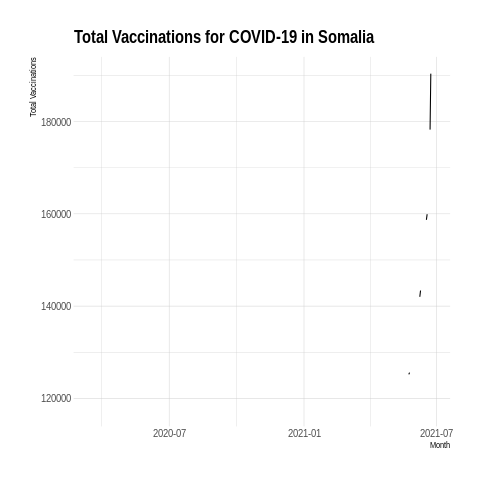 Total Vaccinations for COVID-19 in Somalia
Total Vaccinations
180000
160000
140000
120000
2020-07 2021-01 2021-07
Month